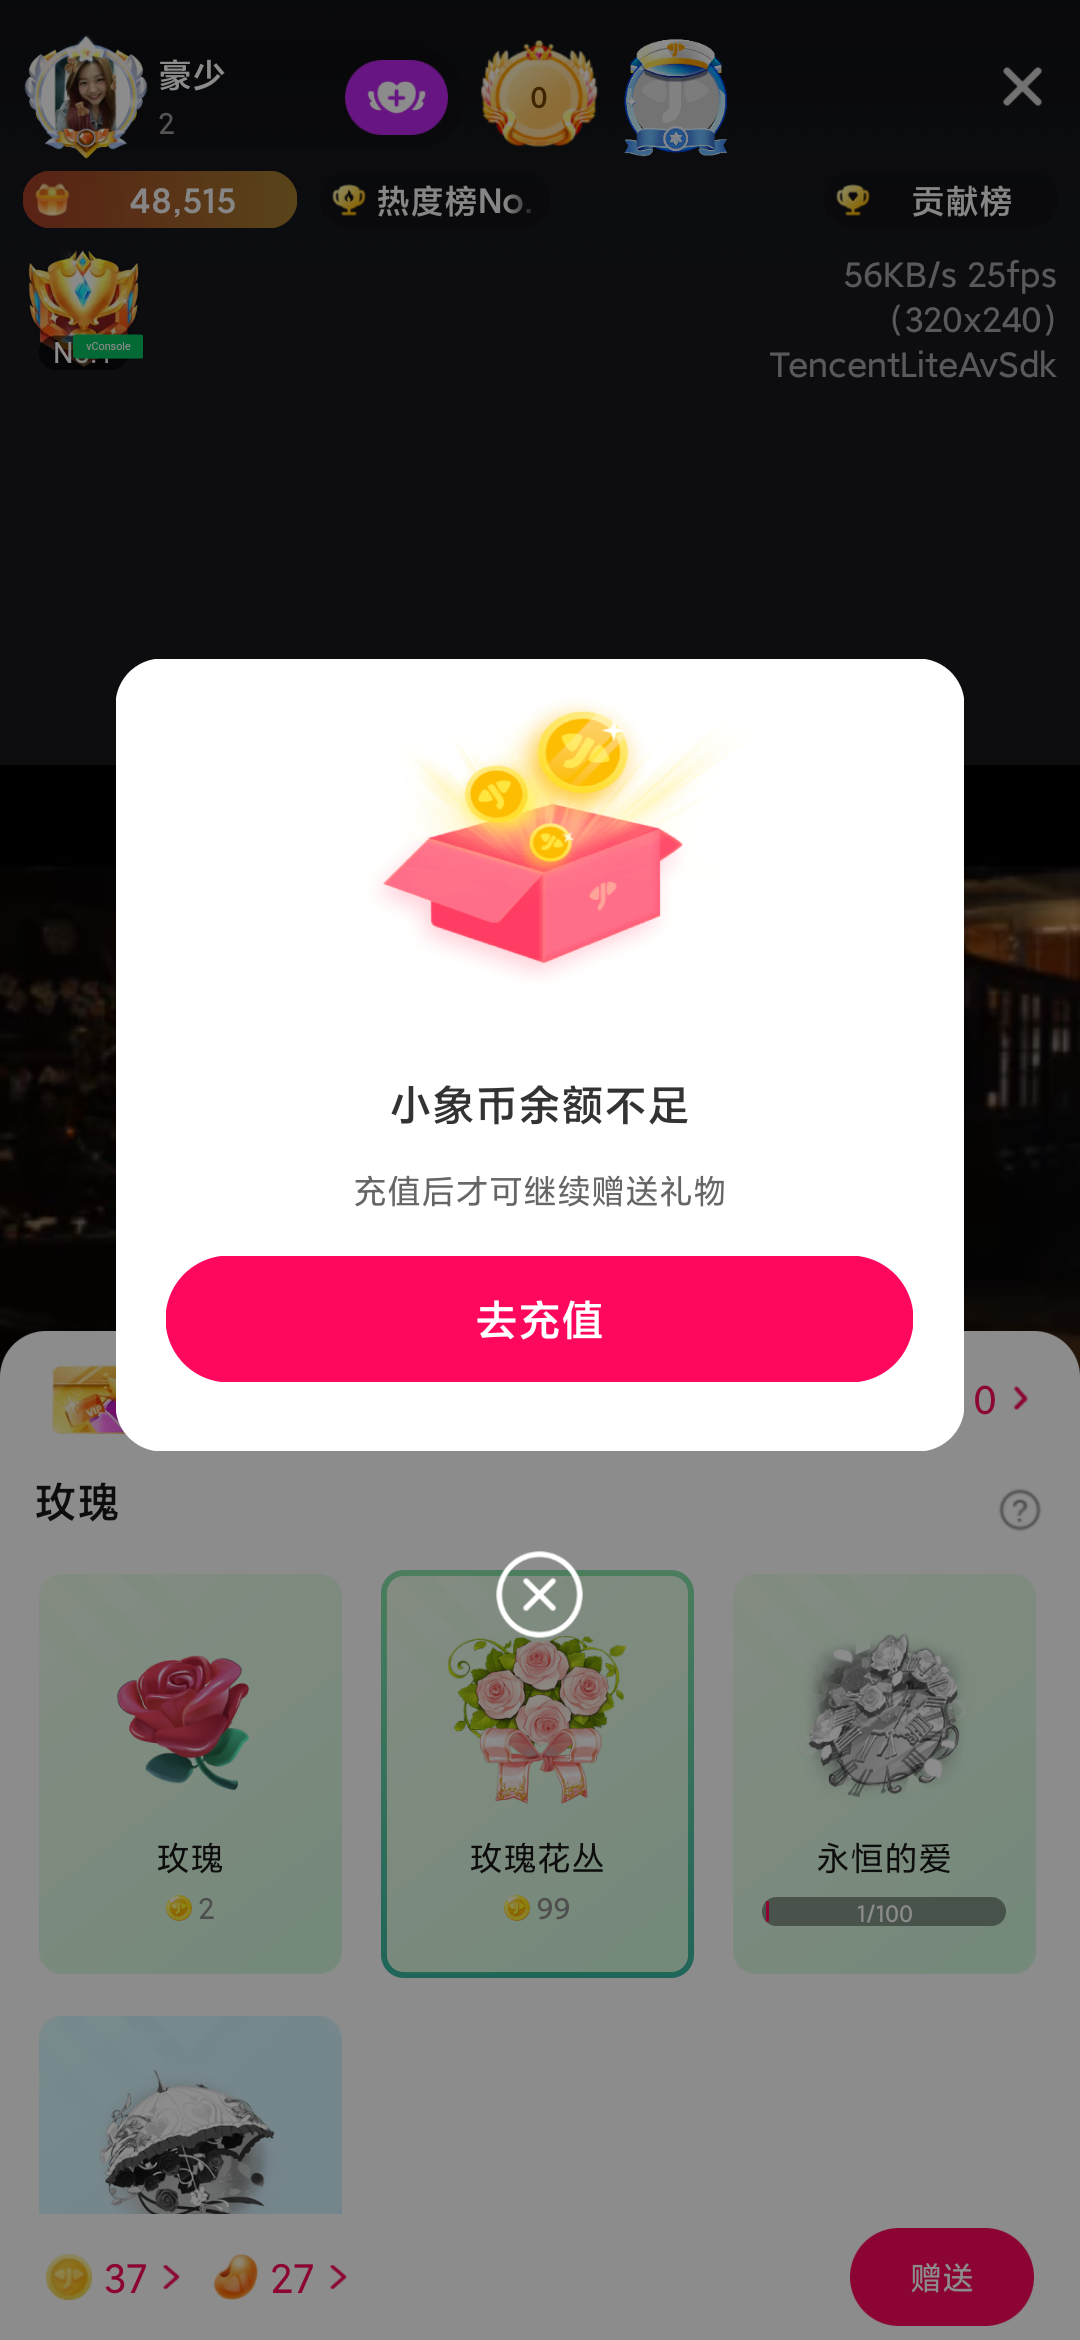 豪少
2
0
48,515
热度榜No.
贡献榜
56KB/s 25fps
(320x240)
TencentLiteAvSdk
vConsole
小象币余额不足
充值后才可继续赠送礼物
去充值
VIP
0
玫瑰
?
玫瑰
2
玫瑰花丛
99
永恒的爱
1/100
37
27
赠送